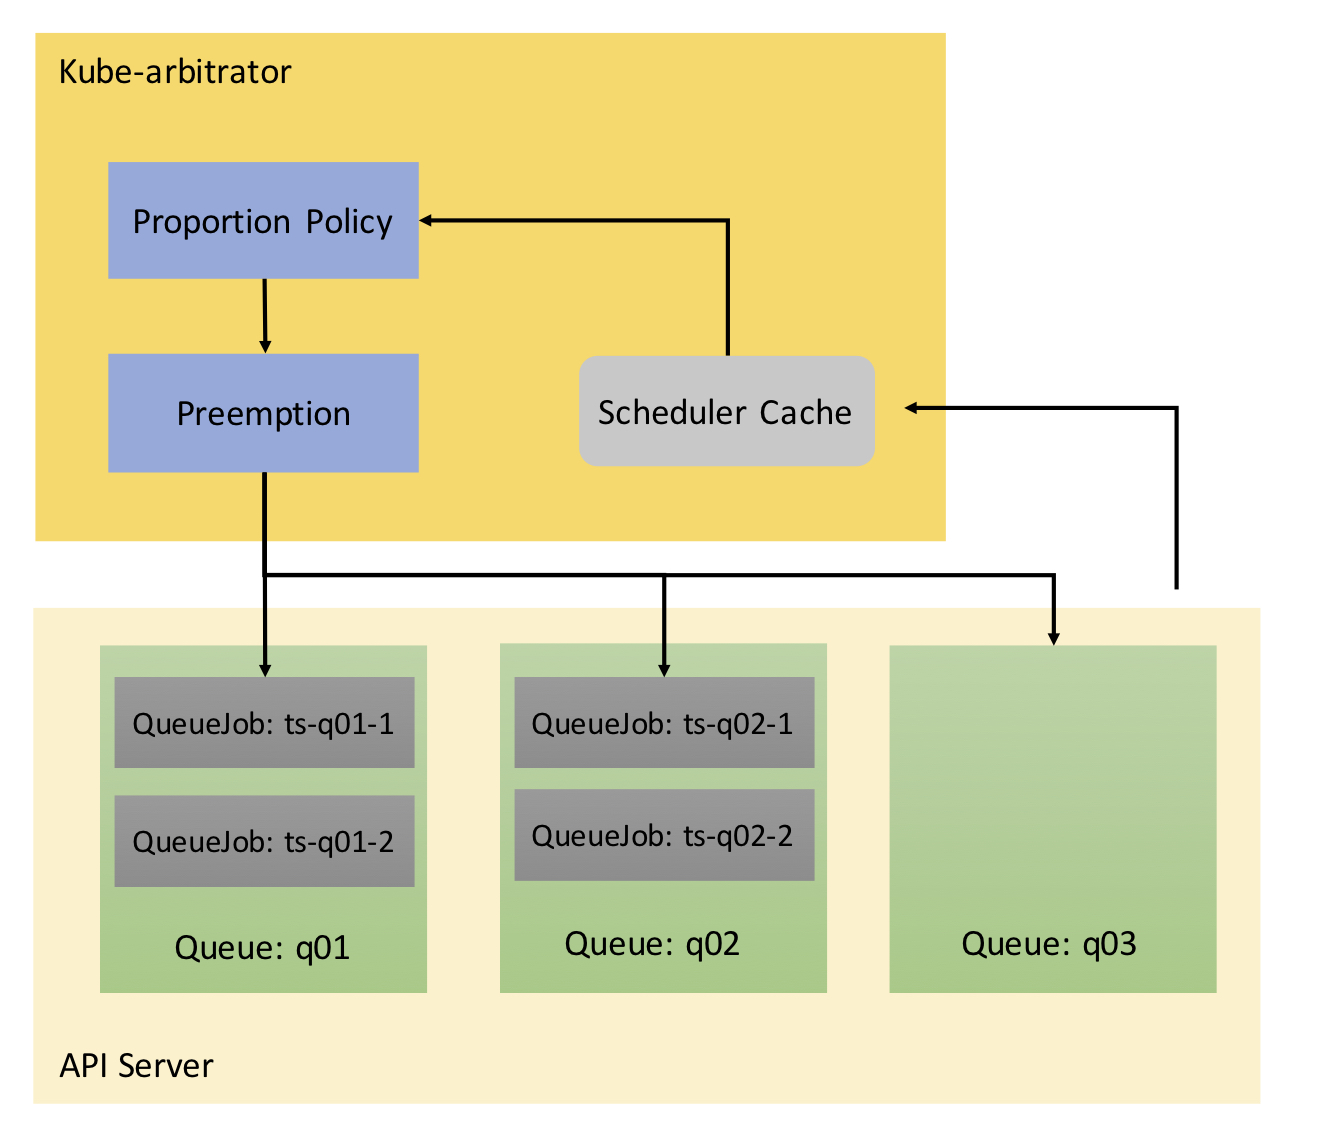 Kube-arbitrator
Proportion Policy
Preemption
Scheduler Cache
QueueJob: ts-q01-1
QueueJob: ts-q01-2
Queue: q01
QueueJob: ts-q02-1
QueueJob: ts-q02-2
Queue: q02
Queue: q03
API Server